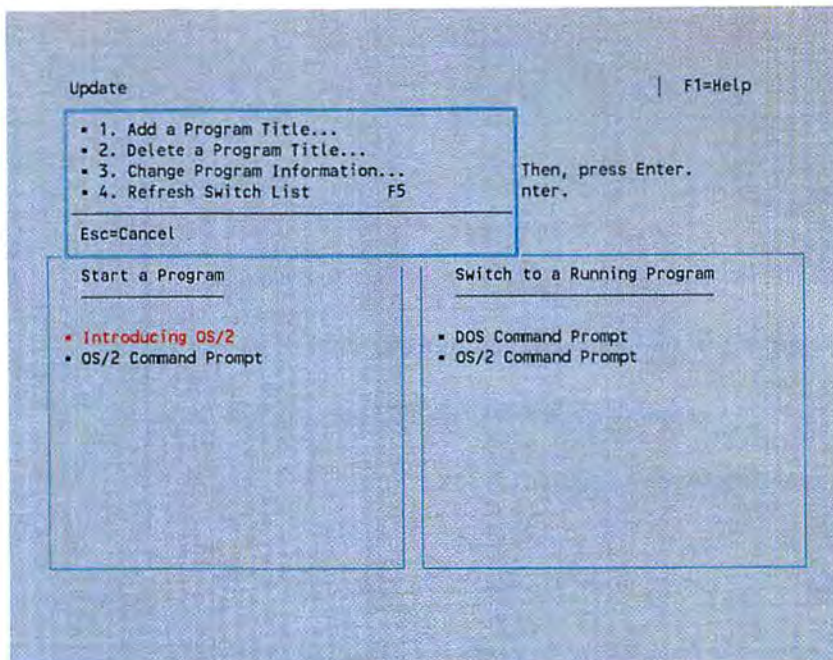 Update | F1=Help
▪ 1. Add a Program Title...
▪ 2. Delete a Program Title...
▪ 3. Change Program Information...
Then, press Enter.
▪ 4. Refresh Switch List F5
nter.
Esc=Cancel
Start a Program
Switch to a Running Program
▪ Introducing OS/2
▪ OS/2 Command Prompt
▪ DOS Command Prompt
▪ OS/2 Command Prompt